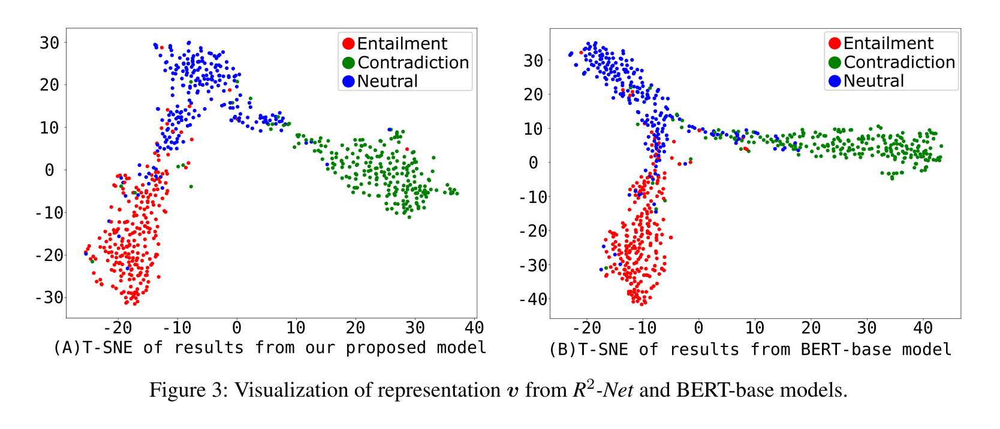 30
20
10
0
-10
-20
-30
-20 -10 0 10 20 30 40
Entailment
Contradiction
Neutral
(A)T-SNE of results from our proposed model
30
20
10
0
-10
-20
-30
-40
-20 -10 0 10 20 30 40
Entailment
Contradiction
Neutral
(B)T-SNE of results from BERT-base model
Figure 3: Visualization of representation v from R²-Net and BERT-base models.